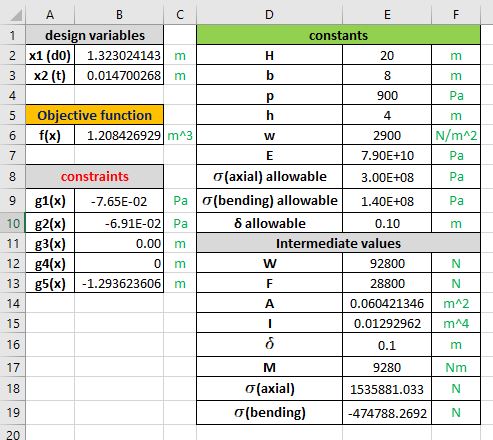 A B C D E F
1 design variables constants
2 x1 (d0) 1.323024143 m H 20 m
3 x2 (t) 0.014700268 m b 8 m
4 p 900 Pa
5 Objective function h 4 m
6 f(x) 1.208426929 m^3 w 2900 N/m^2
7 E 7.90E+10 Pa
8 constraints σ(axial) allowable 3.00E+08 Pa
9 g1(x) -7.65E-02 Pa σ(bending) allowable 1.40E+08 Pa
10 g2(x) -6.91E-02 Pa δ allowable 0.10 m
11 g3(x) 0.00 m Intermediate values
12 g4(x) 0 m W 92800 N
13 g5(x) -1.293623606 m F 28800 N
14 A 0.060421346 m^2
15 I 0.01292962 m^4
16 δ 0.1 m
17 M 9280 Nm
18 σ(axial) 1535881.033 N
19 σ(bending) -474788.2692 N
20